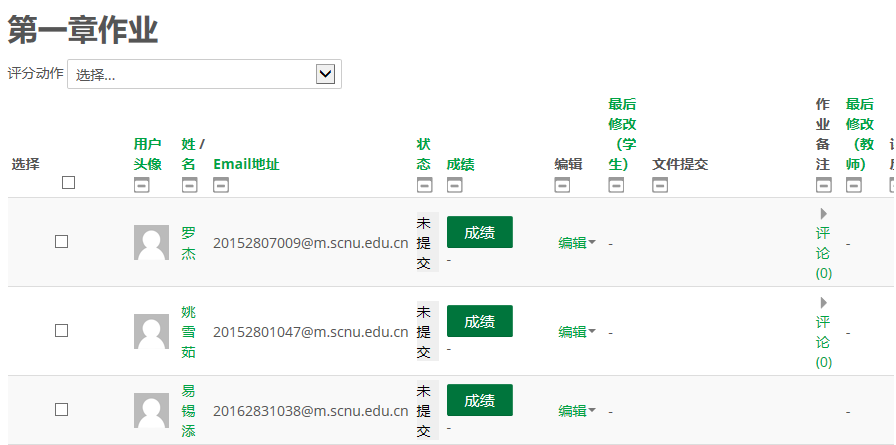 第一章作业
评分动作 选择...
选择
用户头像
姓 / 名
Email地址
状态
成绩
编辑
最后修改（学生）
文件提交
作业备注
最后修改（教师）
罗杰
20152807009@m.scnu.edu.cn
未提交
成绩
-
编辑
-
评论(0)
-
姚雪茹
20152801047@m.scnu.edu.cn
未提交
成绩
-
编辑
-
评论(0)
-
易锡添
20162831038@m.scnu.edu.cn
未提交
成绩
-
编辑
-
-